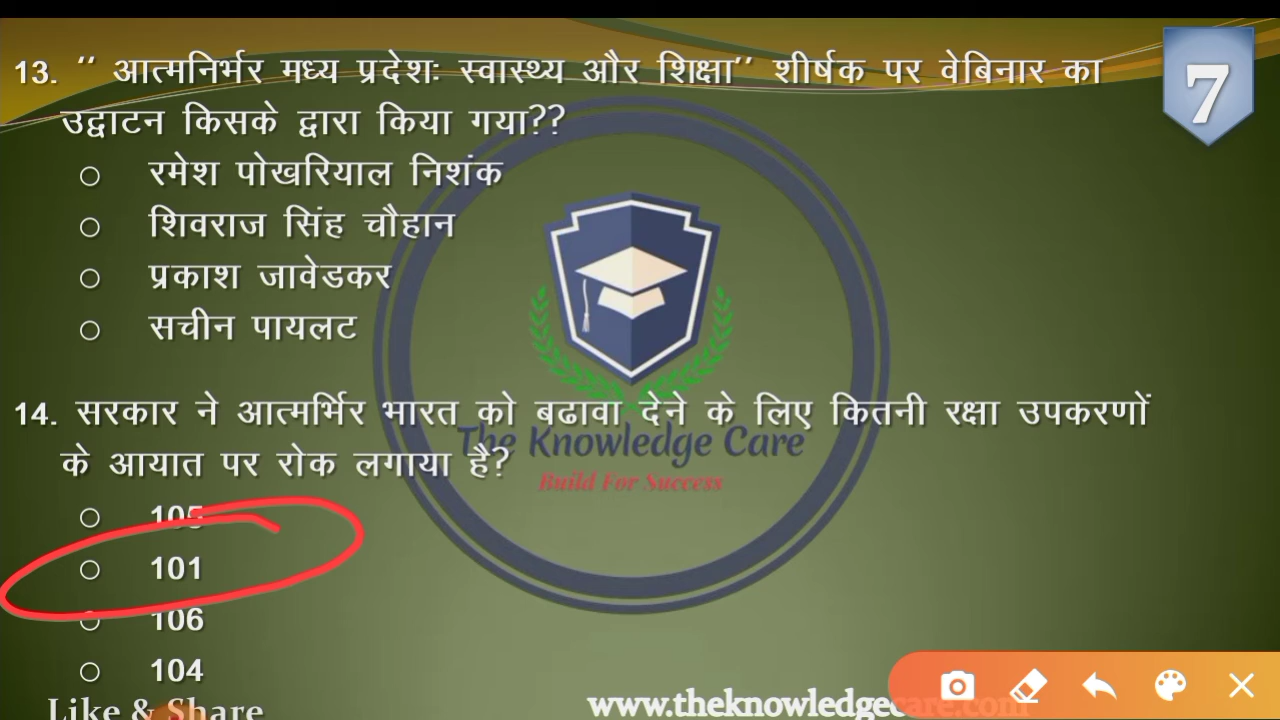 13. ‘‘ आत्मनिर्भर मध्य प्रदेशः स्वास्थ्य और शिक्षा’’ शीर्षक पर वेबिनार का
7
उद्घाटन किसके द्वारा किया गया??
○ रमेश पोखरियाल निशंक
○ शिवराज सिंह चौहान
○ प्रकाश जावेडकर
○ सचीन पायलट
14. सरकार ने आत्मर्भिर भारत को बढावा देने के लिए कितनी रक्षा उपकरणों
The Knowledge Care
के आयात पर रोक लगाया है?
Build For Success
○ 105
○ 101
○ 106
○ 104
Like & Share
www.theknowledgecare.com